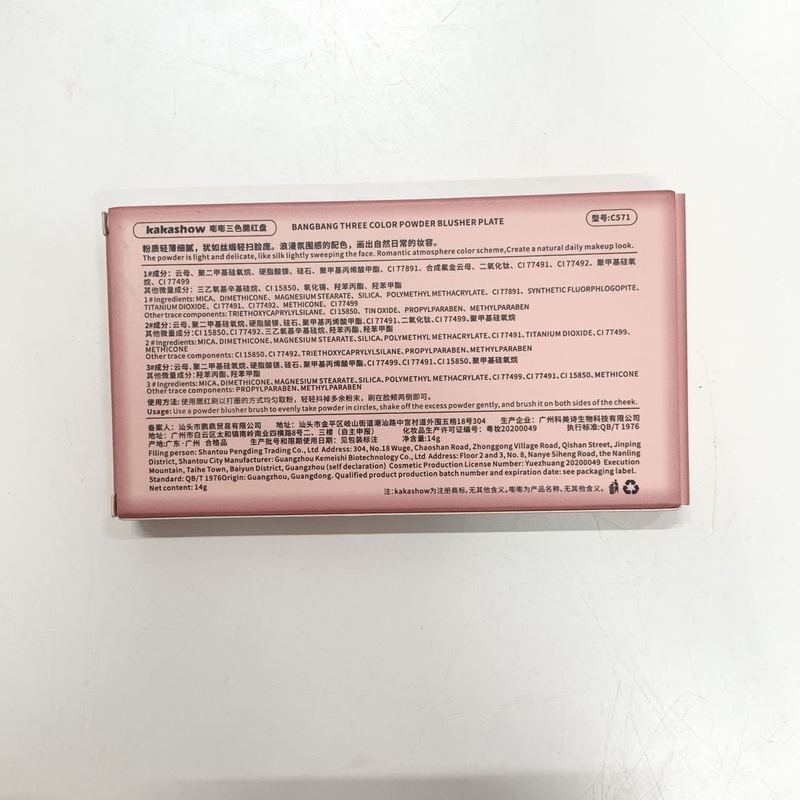 kakashow 嘭嘭三色腮红盘
BANGBANG THREE COLOR POWDER BLUSHER PLATE
型号:C571
粉质轻薄细腻，犹如丝缎轻扫脸庞。浪漫氛围感的配色，画出自然日常的妆容。
The powder is light and delicate, like silk lightly sweeping the face. Romantic atmosphere color scheme,Create a natural daily makeup look.
1#成分：云母、聚二甲基硅氧烷、硬脂酸镁、硅石、聚甲基丙烯酸甲酯、CI 77891、合成氟金云母、二氧化钛、CI 77491、CI 77492、聚甲基硅氧
烷、CI 77499
其他微量成分：三乙氧基辛基硅烷、CI 15850、氧化锡、羟苯丙酯、羟苯甲酯
1 # Ingredients: MICA, DIMETHICONE, MAGNESIUM STEARATE, SILICA, POLYMETHYL METHACRYLATE, CI 77891, SYNTHETIC FLUORPHLOGOPITE,
TITANIUM DIOXIDE, CI 77491, CI 77492, METHICONE, CI 77499
Other trace components: TRIETHOXYCAPRYLYLSILANE, CI 15850, TIN OXIDE, PROPYLPARABEN, METHYLPARABEN
2#成分：云母、聚二甲基硅氧烷、硬脂酸镁、硅石、聚甲基丙烯酸甲酯、CI 77491、二氧化钛、CI 77499、聚甲基硅氧烷
其他微量成分：CI 15850、CI 77492、三乙氧基辛基硅烷、羟苯丙酯、羟苯甲酯
2 # Ingredients: MICA, DIMETHICONE, MAGNESIUM STEARATE, SILICA, POLYMETHYL METHACRYLATE, CI 77491, TITANIUM DIOXIDE, CI 77499,
METHICONE
Other trace components: CI 15850, CI 77492, TRIETHOXYCAPRYLYLSILANE, PROPYLPARABEN, METHYLPARABEN
3#成分：云母、聚二甲基硅氧烷、硬脂酸镁、硅石、聚甲基丙烯酸甲酯、CI 77499、CI 77491、CI 15850、聚甲基硅氧烷
其他微量成分：羟苯丙酯、羟苯甲酯
3 # Ingredients: MICA, DIMETHICONE, MAGNESIUM STEARATE, SILICA, POLYMETHYL METHACRYLATE, CI 77499, CI 77491, CI 15850, METHICONE
Other trace components: PROPYLPARABEN, METHYLPARABEN
使用方法: 使用腮红刷以打圈的方式均匀取粉，轻轻抖掉多余粉末，刷在脸颊两侧即可。
Usage: Use a powder blusher brush to evenly take powder in circles, shake off the excess powder gently, and brush it on both sides of the cheek.
备案人：汕头市鹏鼎贸易有限公司 地址：汕头市金平区岐山街道潮汕路中宫村道外围五格18号304 生产企业：广州科美诗生物科技有限公司
地址：广州市白云区太和镇南岭南业四横路8号二、三楼（自主申报） 化妆品生产许可证编号：粤妆20200049 执行标准:QB/T 1976
产地:广东·广州 合格品 生产批号和限期使用日期：见包装标注 净含量:14g
Filing person: Shantou Pengding Trading Co., Ltd Address: 304, No.18 Wuge, Chaoshan Road, Zhonggong Village Road, Qishan Street, Jinping
District, Shantou City Manufacturer: Guangzhou Kemeishi Biotechnology Co., Ltd Address: Floor 2 and 3, No. 8, Nanye Siheng Road, the Nanling
Mountain, Taihe Town, Baiyun District, Guangzhou (self declaration) Cosmetic Production License Number: Yuezhuang 20200049 Execution
Standard: QB/T 1976Origin: Guangzhou, Guangdong. Qualified product production batch number and expiration date: see packaging label.
Net content: 14g
注：kakashow为注册商标，无其他含义。嘭嘭为产品名称，无其他含义。